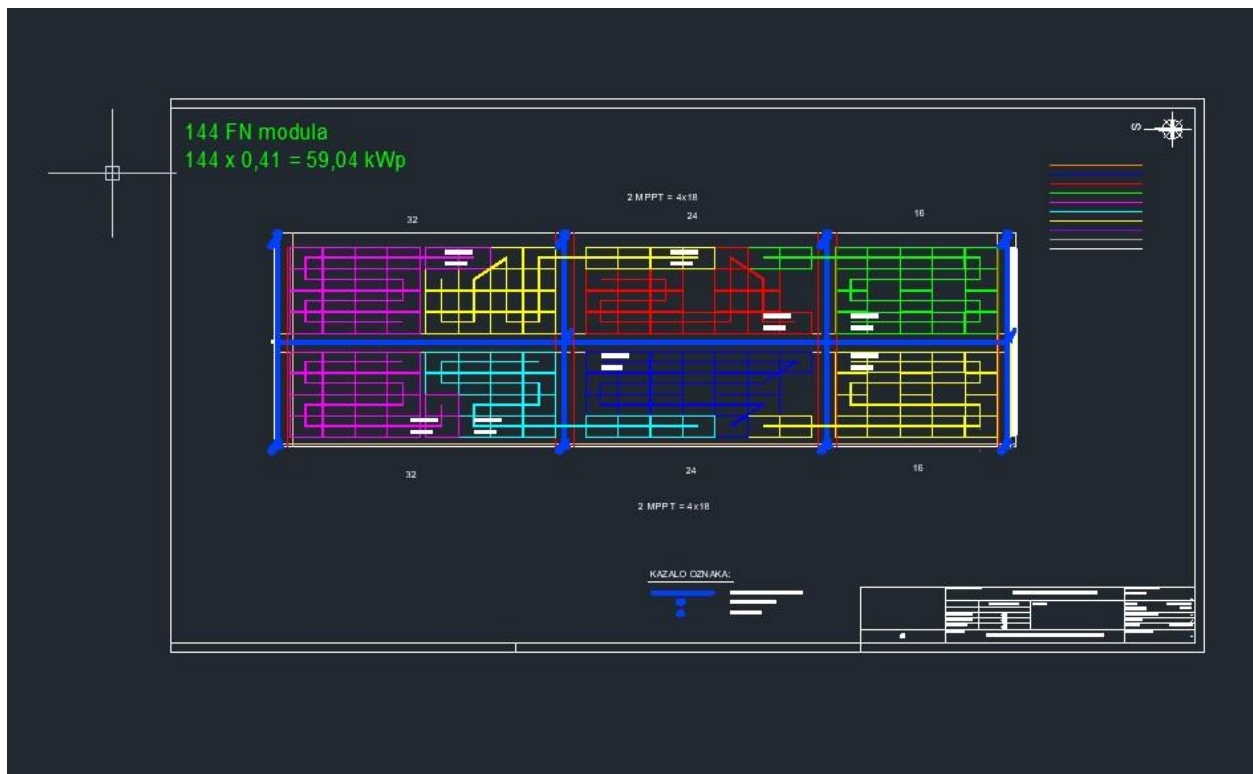 144 FN modula
144 x 0,41 = 59,04 kWp
S
2 MPPT = 4x18
32
24
16
32
24
16
2 MPPT = 4x18
KAZALO OZNAKA: